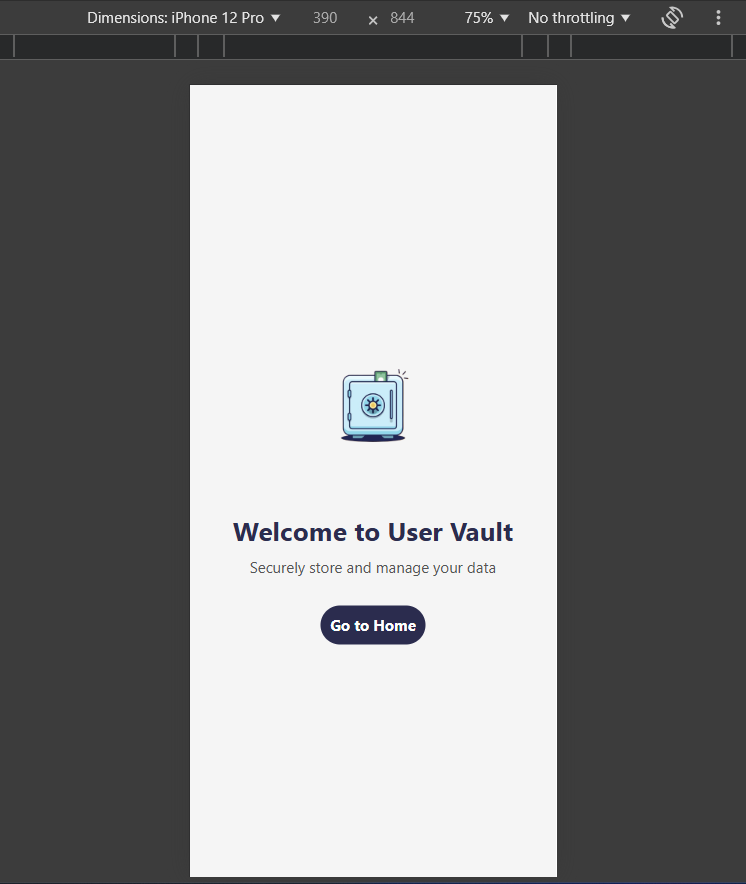 Dimensions: iPhone 12 Pro ▼ 390 × 844 75% ▼ No throttling ▼
Welcome to User Vault
Securely store and manage your data
Go to Home